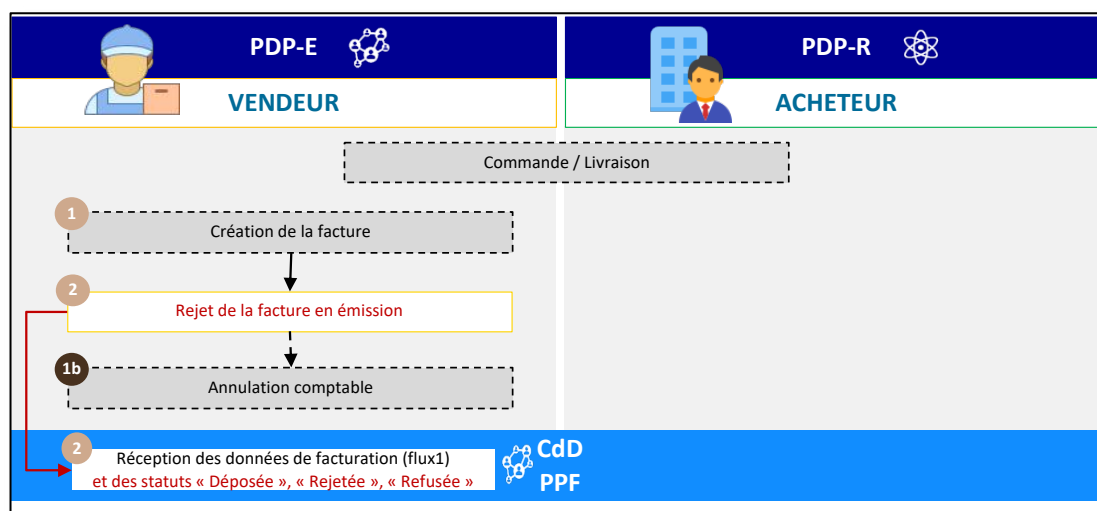 PDP-E
PDP-R
VENDEUR
ACHETEUR
Commande / Livraison
1
Création de la facture
2
Rejet de la facture en émission
1b
Annulation comptable
2
Réception des données de facturation (flux1)
et des statuts « Déposée », « Rejetée », « Refusée »
CdD
PPF